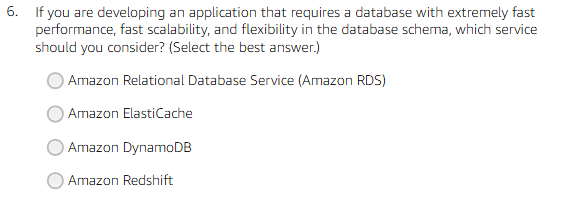 6. If you are developing an application that requires a database with extremely fast
performance, fast scalability, and flexibility in the database schema, which service
should you consider? (Select the best answer.)
Amazon Relational Database Service (Amazon RDS)
Amazon ElastiCache
Amazon DynamoDB
Amazon Redshift